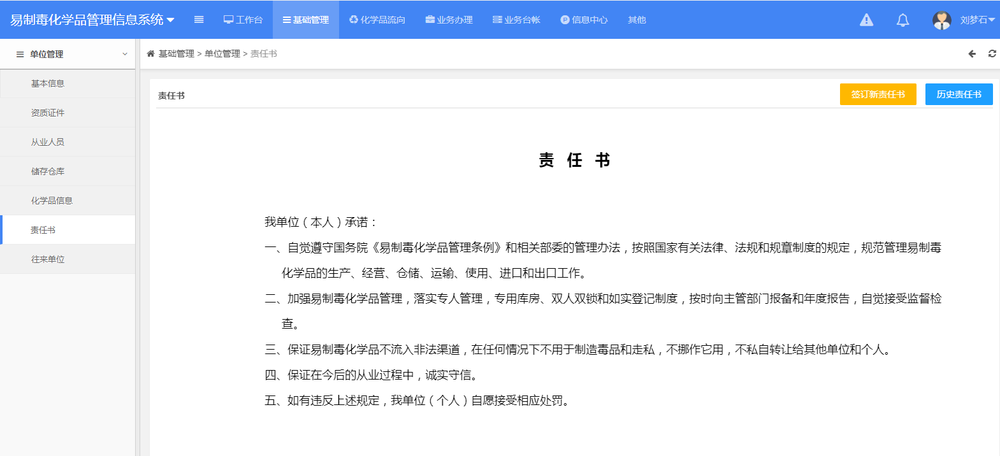 易制毒化学品管理信息系统
工作台
基础管理
化学品流向
业务办理
业务台帐
信息中心
其他
刘梦石
单位管理
基础管理 > 单位管理 > 责任书
基本信息
资质证件
从业人员
储存仓库
化学品信息
责任书
往来单位
责任书
签订新责任书
历史责任书
责 任 书
我单位（本人）承诺：
一、自觉遵守国务院《易制毒化学品管理条例》和相关部委的管理办法，按照国家有关法律、法规和规章制度的规定，规范管理易制毒
化学品的生产、经营、仓储、运输、使用、进口和出口工作。
二、加强易制毒化学品管理，落实专人管理，专用库房、双人双锁和如实登记制度，按时向主管部门报备和年度报告，自觉接受监督检
查。
三、保证易制毒化学品不流入非法渠道，在任何情况下不用于制造毒品和走私，不挪作它用，不私自转让给其他单位和个人。
四、保证在今后的从业过程中，诚实守信。
五、如有违反上述规定，我单位（个人）自愿接受相应处罚。